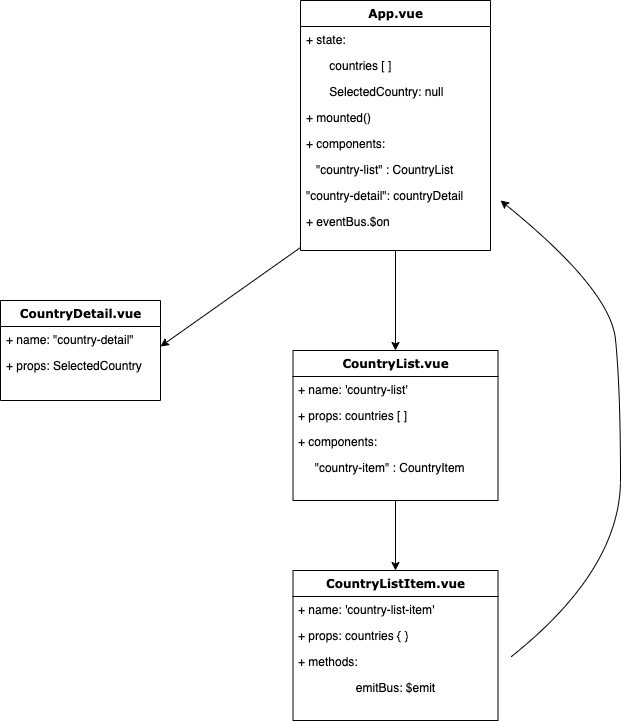 App.vue
+ state:
countries [ ]
SelectedCountry: null
+ mounted()
+ components:
"country-list" : CountryList
"country-detail": countryDetail
+ eventBus.$on
CountryDetail.vue
+ name: "country-detail"
+ props: SelectedCountry
CountryList.vue
+ name: 'country-list'
+ props: countries [ ]
+ components:
"country-item" : CountryItem
CountryListItem.vue
+ name: 'country-list-item'
+ props: countries { }
+ methods:
emitBus: $emit